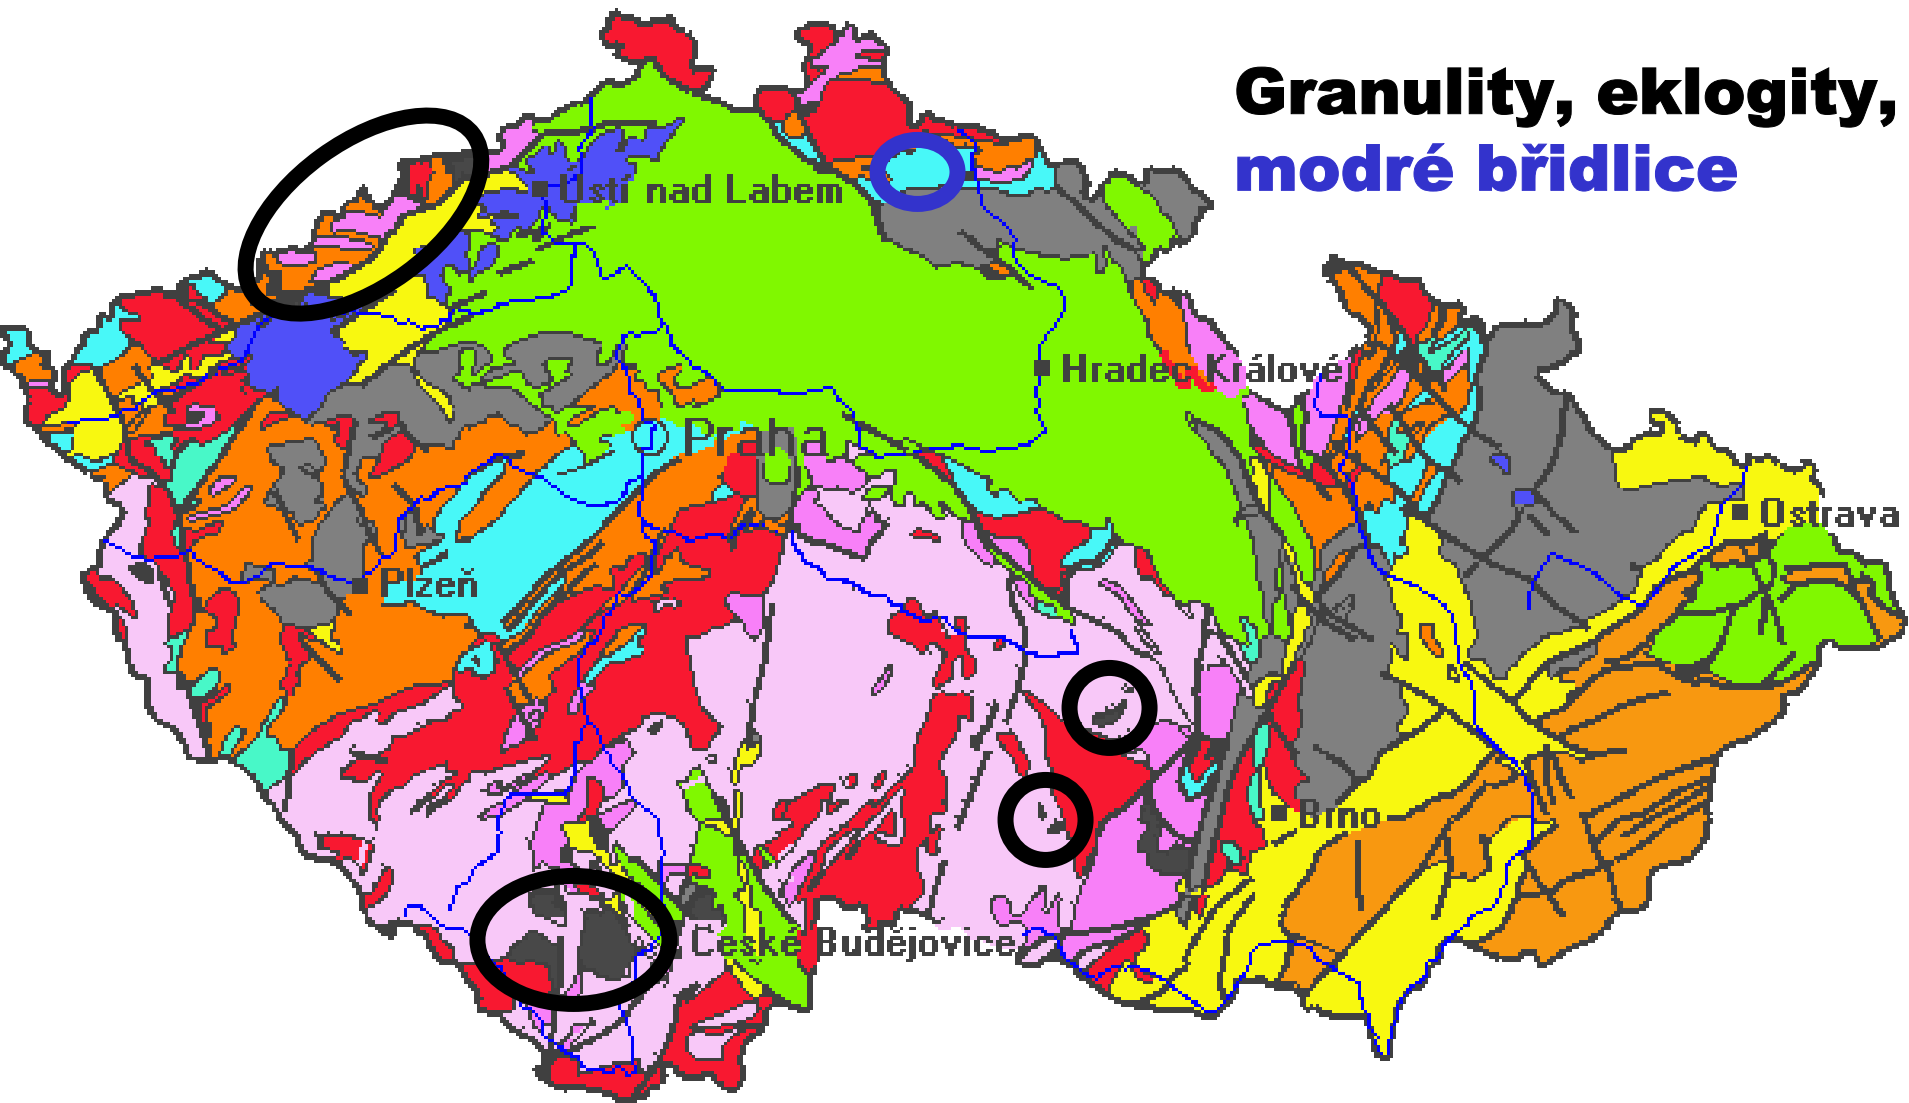 Granulity, eklogity,
modré břidlice
Ústí nad Labem
Hradec Králové
Praha
Ostrava
Plzeň
Brno
České Budějovice